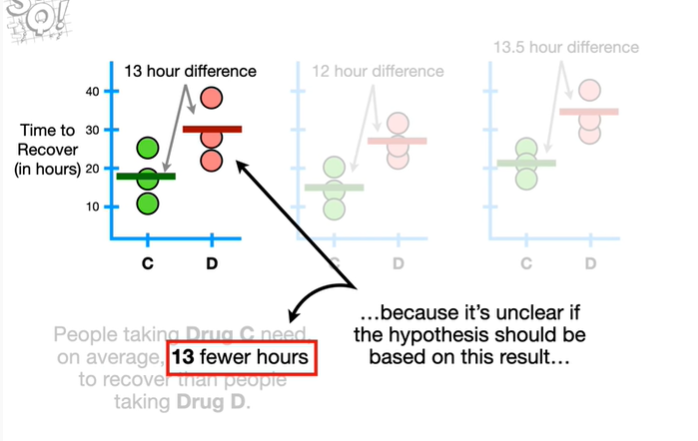 SQ!
13 hour difference
12 hour difference
13.5 hour difference
Time to
Recover
(in hours)
40
30
20
10
C
D
C
D
C
D
People taking Drug C need,
on average, 13 fewer hours
to recover than people
taking Drug D.
...because it's unclear if
the hypothesis should be
based on this result...